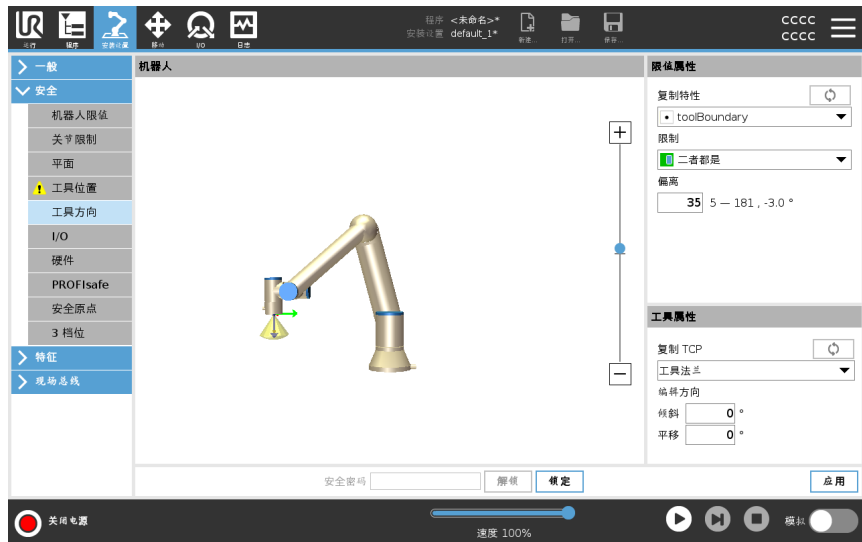 程序 <未命名>*
安装设置 default_1*
cccc
cccc
运行
程序
安装设置
移动
I/O
日志
新建...
打开...
保存...
一般
安全
机器人限值
关节限制
平面
工具位置
工具方向
I/O
硬件
PROFIsafe
安全原点
3 档位
特征
现场总线
机器人
限值属性
复制特性
toolBoundary
限制
二者都是
偏离
35 5 — 181 , -3.0 °
工具属性
复制 TCP
工具法兰
编辑方向
倾斜 0 °
平移 0 °
安全密码
解锁
锁定
应用
关闭电源
速度 100%
模拟